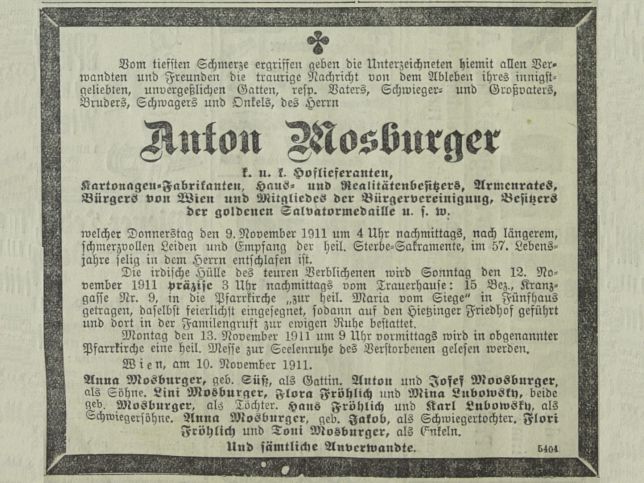 Vom tiefsten Schmerze ergriffen geben die Unterzeichneten hiemit allen Ver-
wandten und Freunden die traurige Nachricht von dem Ableben ihres innigst-
geliebten, unvergeßlichen Gatten, resp. Vaters, Schwieger- und Großvaters,
Bruders, Schwagers und Onkels, des Herrn
Anton Mosburger
k. u. k. Hoflieferanten,
Kartonagen-Fabrikanten, Haus- und Realitätenbesitzers, Armenrates,
Bürgers von Wien und Mitgliedes der Bürgervereinigung, Besitzers
der goldenen Salvatormedaille u. s. w.
welcher Donnerstag den 9. November 1911 um 4 Uhr nachmittags, nach längerem,
schmerzvollen Leiden und Empfang der heil. Sterbe-Sakramente, im 57. Lebens-
jahre selig in dem Herrn entschlafen ist.
Die irdische Hülle des teuren Verblichenen wird Sonntag den 12. No-
vember 1911 präzise 3 Uhr nachmittags vom Trauerhause: 15 Bez., Kranz-
gasse Nr. 9, in die Pfarrkirche „zur heil. Maria vom Siege" in Fünfhaus
getragen, daselbst feierlichst eingesegnet, sodann auf den Hietzinger Friedhof geführt
und dort in der Familiengruft zur ewigen Ruhe bestattet.
Montag den 13. November 1911 um 9 Uhr vormittags wird in obgenannter
Pfarrkirche eine heil. Messe zur Seelenruhe des Verstorbenen gelesen werden.
Wien, am 10. November 1911.
Anna Mosburger, geb. Süß, als Gattin. Anton und Josef Moosburger,
als Söhne. Lini Mosburger, Flora Fröhlich und Mina Lubowsky, beide
geb. Mosburger, als Töchter. Hans Fröhlich und Karl Lubowsky, als
Schwiegersöhne. Anna Mosburger, geb. Jakob, als Schwiegertochter. Flori
Fröhlich und Toni Mosburger, als Enkeln.
Und sämtliche Anverwandte. 5404